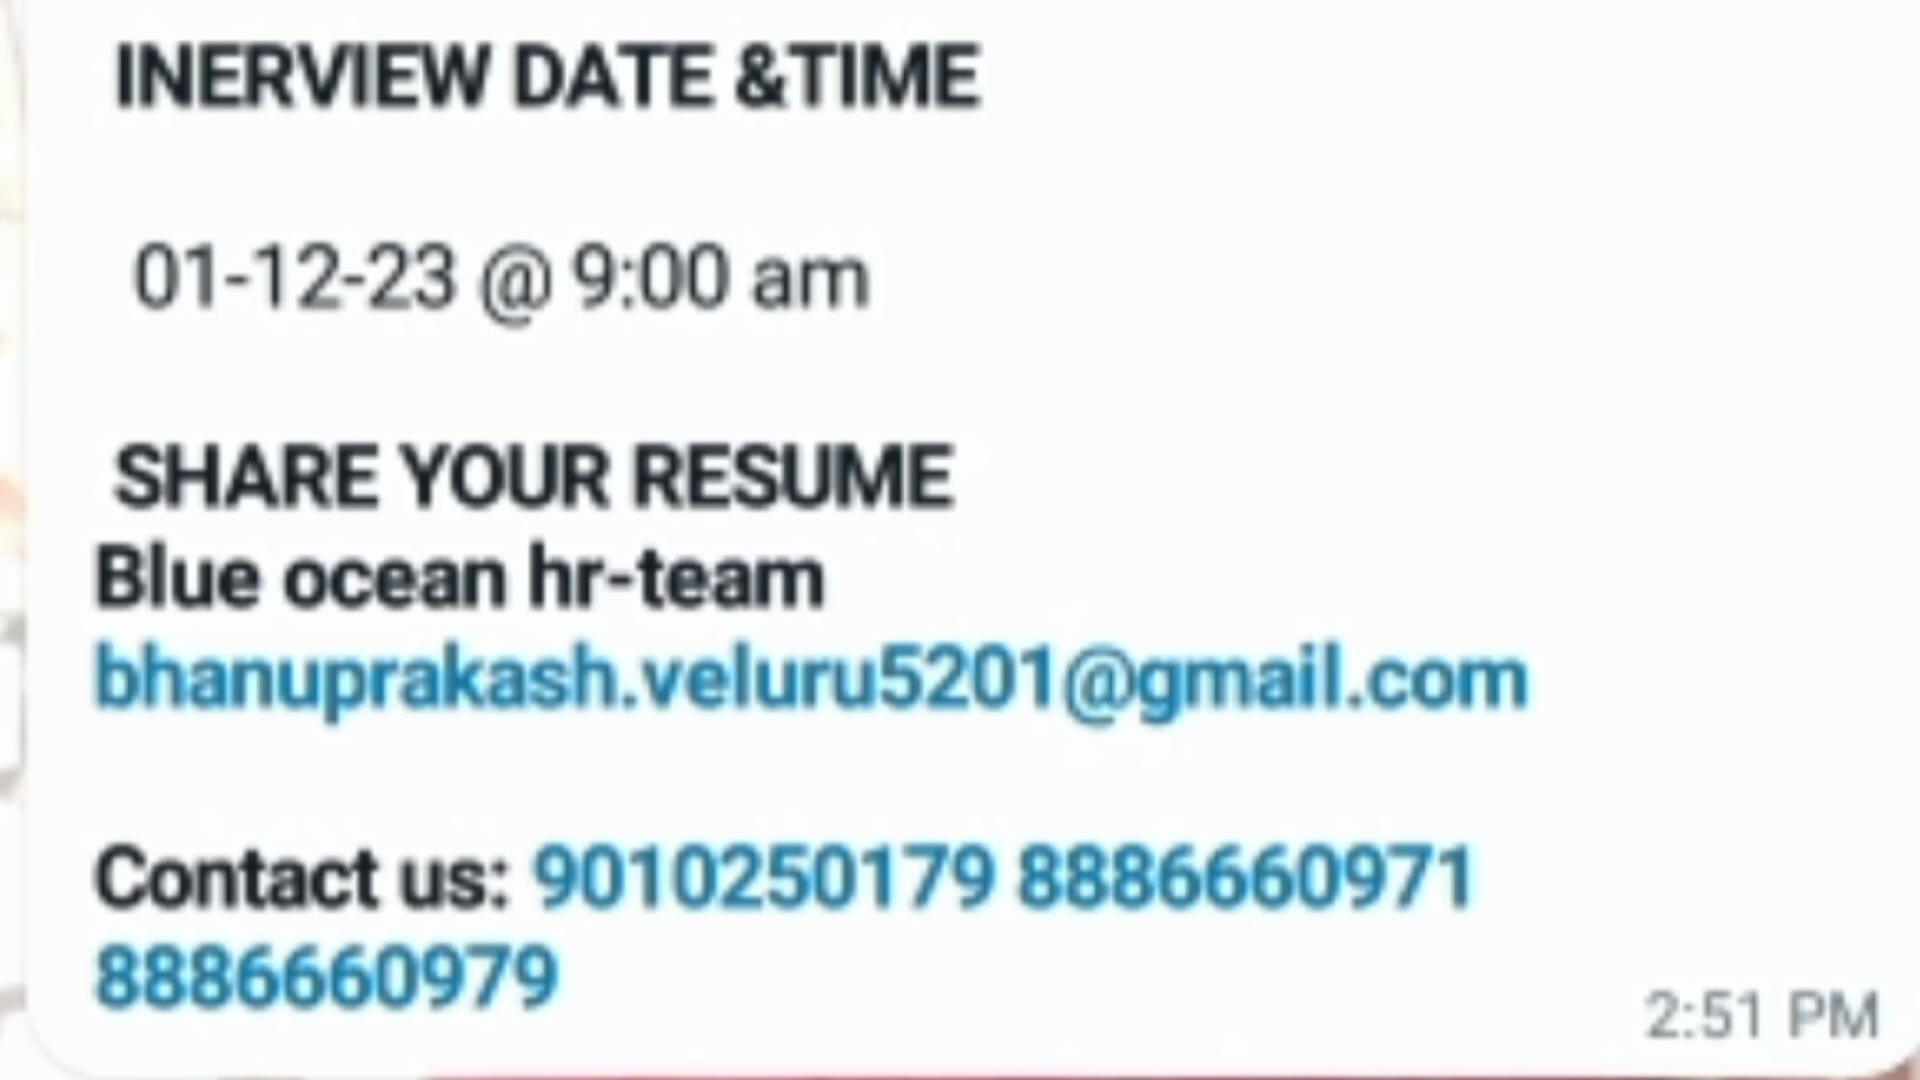 INERVIEW DATE &TIME
01-12-23 @ 9:00 am
SHARE YOUR RESUME
Blue ocean hr-team
bhanuprakash.veluru5201@gmail.com
Contact us: 9010250179 8886660971
8886660979
2:51 PM